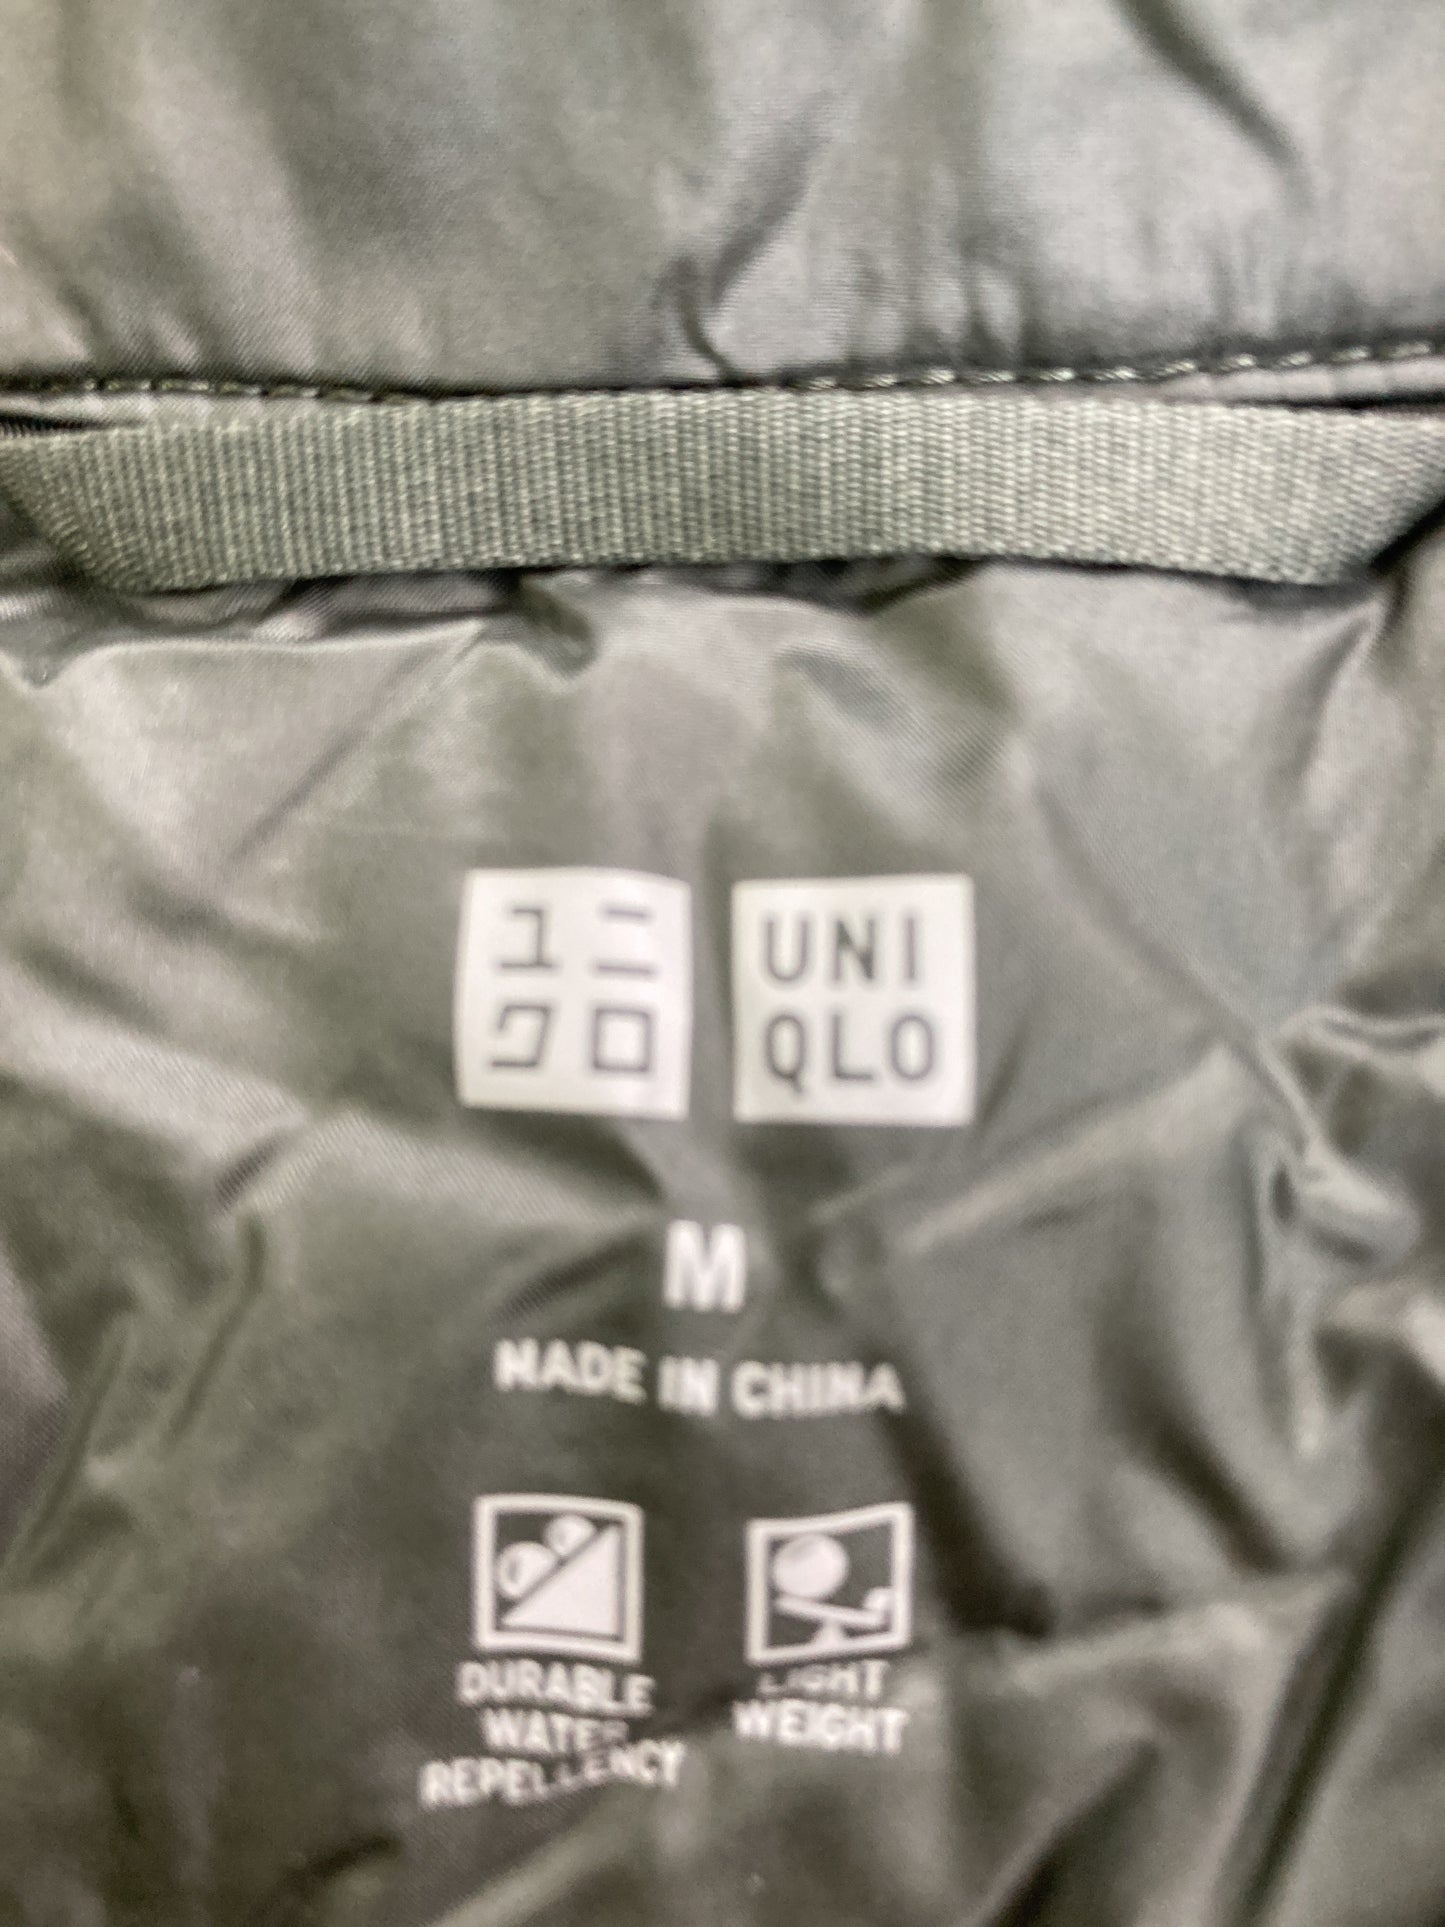 ユニ UNI
クロ QLO
M
MADE IN CHINA
DURABLE
WATER
REPELLENCY
LIGHT
WEIGHT